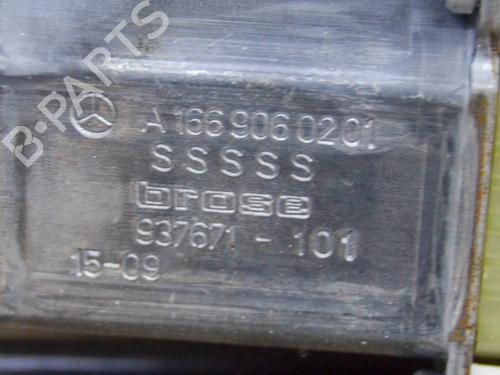 A 166 906 02 01
SSSSS
brose
937671 - 101
15-09
B-PARTS